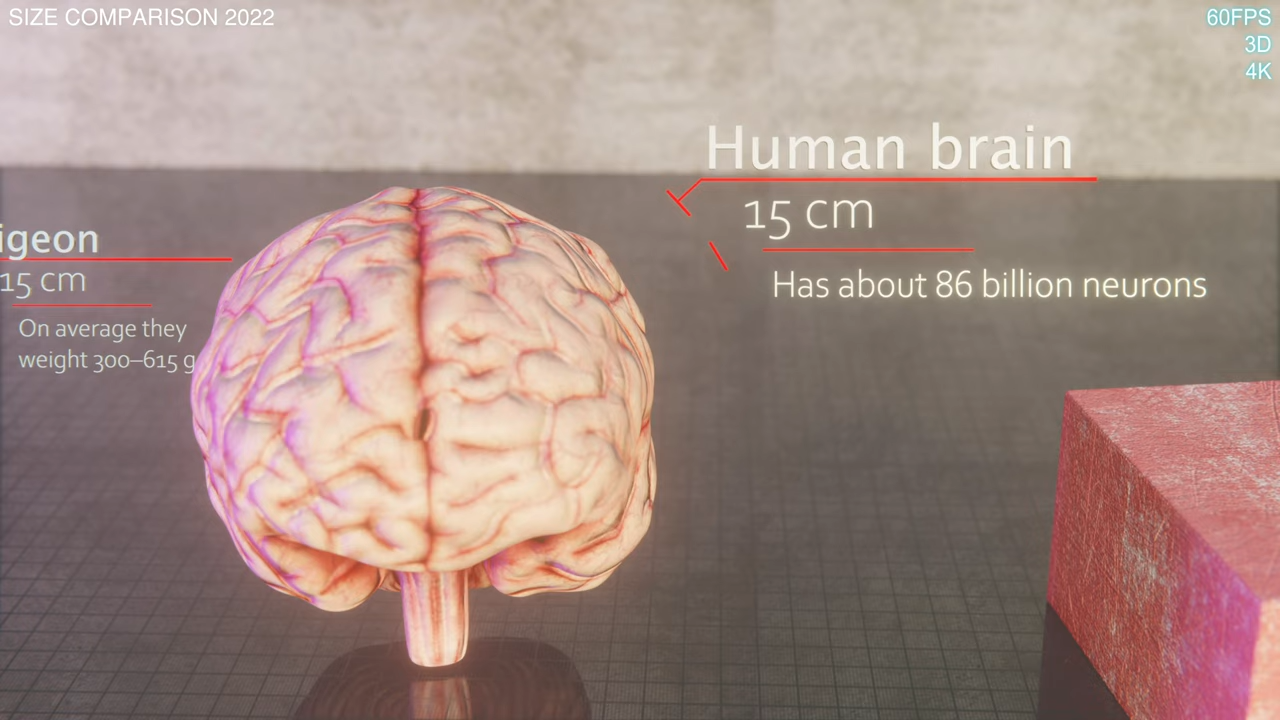 SIZE COMPARISON 2022
60FPS
3D
4K
Human brain
15 cm
Has about 86 billion neurons
igeon
15 cm
On average they
weight 300–615 g